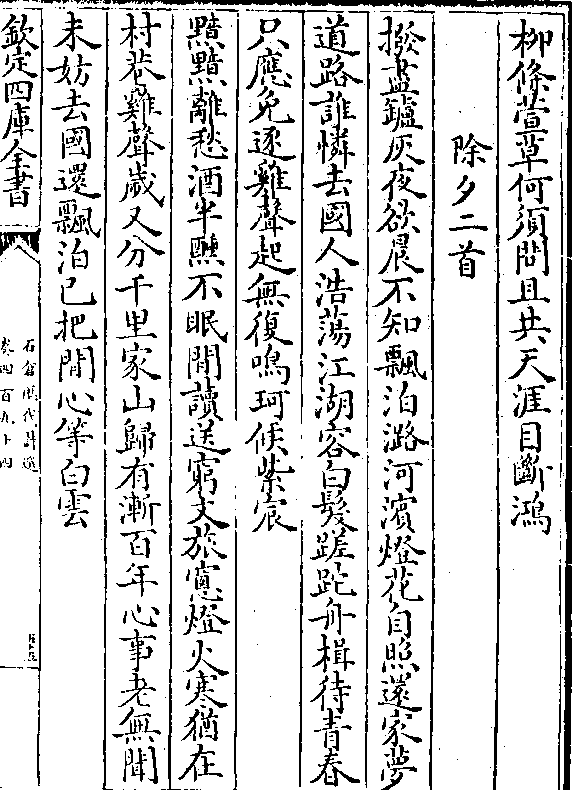 柳條萱草何須問且共天涯目斷鴻
除夕二首
撥盡鑪灰夜欲晨不知飄泊潞河濱燈花自照還家夢
道路誰憐去國人浩蕩江湖容白髮蹉跎舟楫待青春
只應免逐雞聲起無復鳴珂候紫宸
黯黯離愁酒半醺不眠閒讀送窮文旅窻燈火寒猶在
村巷雞聲歲又分千里家山歸有漸百年心事老無聞
未妨去國還飄泊已把閒心等白雲
欽定四庫全書
石倉歷代詩選
卷四百九十四